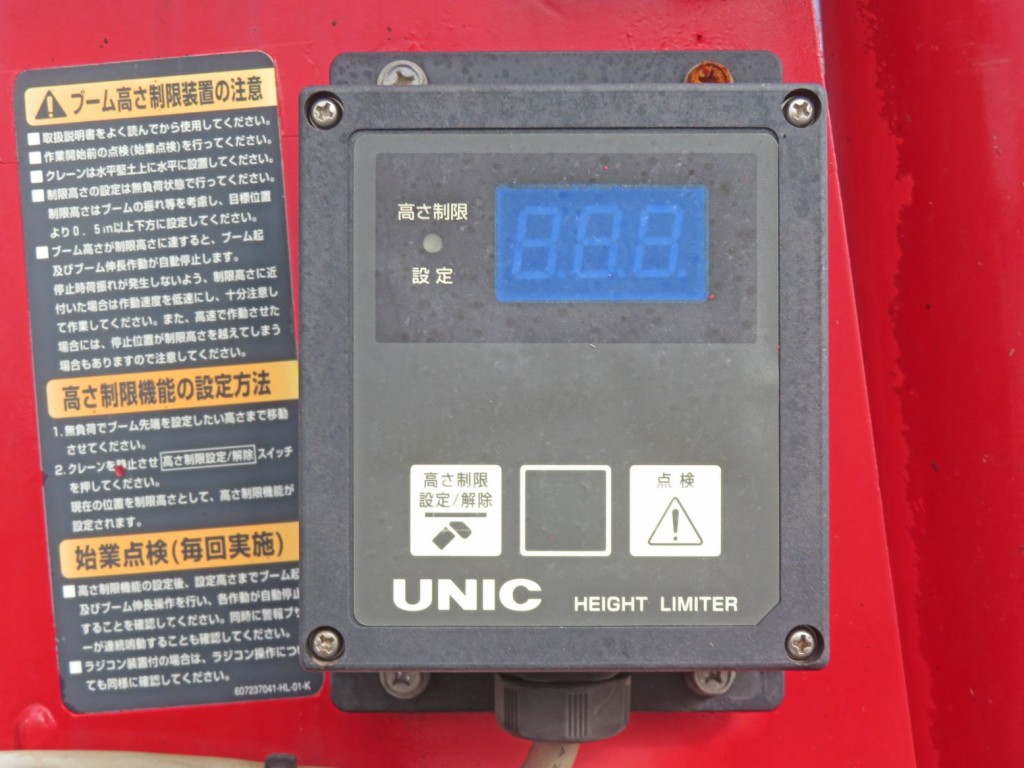 ブーム高さ制限装置の注意
■取扱説明書をよく読んでから使用してください。
■作業開始前の点検(始業点検)を行ってください。
■クレーンは水平堅土上に水平に設置してください。
■制限高さの設定は無負荷状態で行ってください。
制限高さはブームの振れ等を考慮し、目標位置
より0.5m以上下方に設定してください。
■ブーム高さが制限高さに達すると、ブーム起
及びブーム伸長作動が自動停止します。
停止時荷振れが発生しないよう、制限高さに近
付いた場合は作動速度を低速にし、十分注意し
て作業してください。また、高速で作動させた
場合には、停止位置が制限高さを越えてしまう
場合もありますので注意してください。
高さ制限機能の設定方法
1.無負荷でブーム先端を設定したい高さまで移動
させてください。
2.クレーンを停止させ 高さ制限設定/解除 スイッチ
を押してください。
現在の位置を制限高さとして、高さ制限機能が
設定されます。
始業点検(毎回実施)
■高さ制限機能の設定後、設定高さまでブーム起
及びブーム伸長操作を行い、各作動が自動停止
することを確認してください。同時に警報ブザ
ーが連続鳴動することも確認してください。
■ラジコン装置付の場合は、ラジコン操作につい
ても同様に確認してください。
607237041-HL-01-K
高さ制限
設定
8.8.8.
高さ制限
設定/解除
点検
UNIC HEIGHT LIMITER